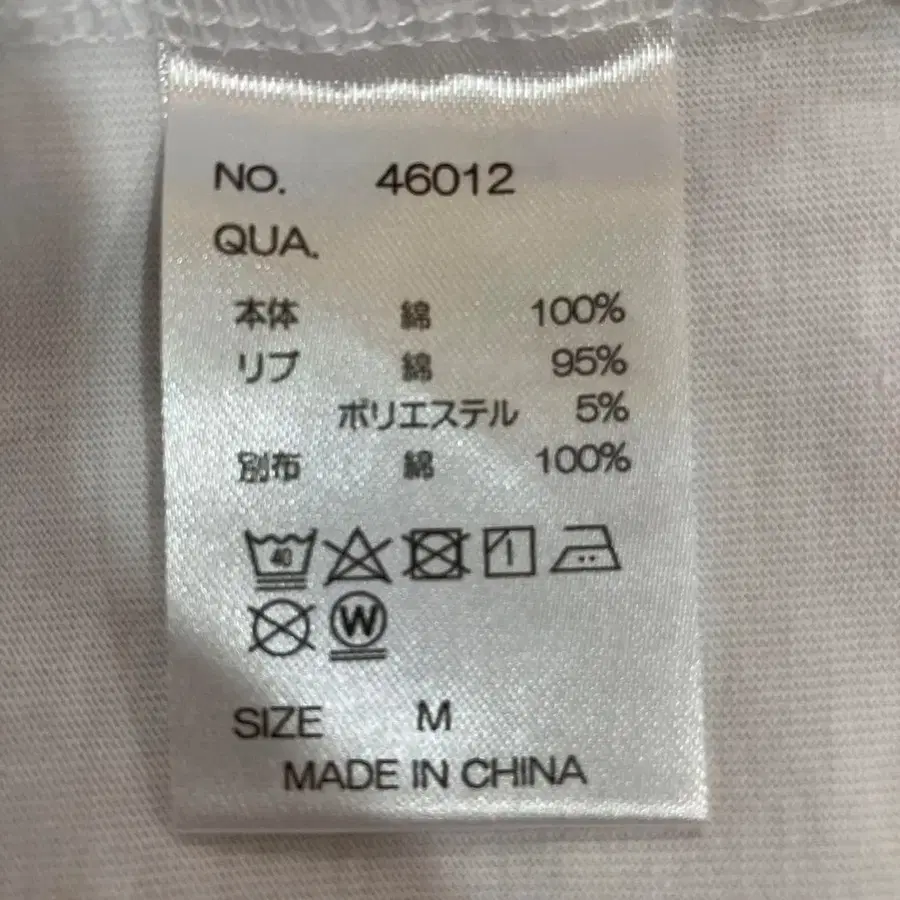 NO. 46012
QUA.
本体 綿 100%
リブ 綿 95%
ポリエステル 5%
別布 綿 100%
40
W
SIZE M
MADE IN CHINA